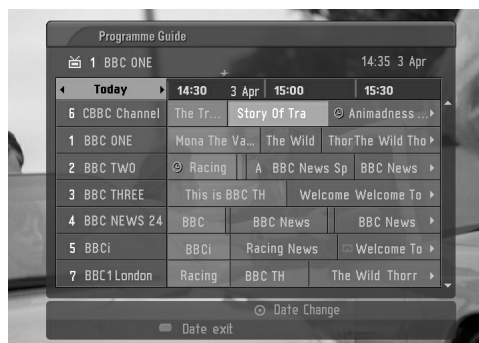 Programme Guide
1 BBC ONE 14:35 3 Apr
Today 14:30 3 Apr 15:00 15:30
6 CBBC Channel The Tr... Story Of Tra Animadness ...
1 BBC ONE Mona The Va... The Wild ThorThe Wild Tho
2 BBC TWO Racing A BBC News Sp BBC News
3 BBC THREE This is BBC TH Welcome Welcome To
4 BBC NEWS 24 BBC BBC News BBC News
5 BBCi BBCi Racing News Welcome To
7 BBC1 London Racing BBC TH The Wild Thorr
Date Change
Date exit